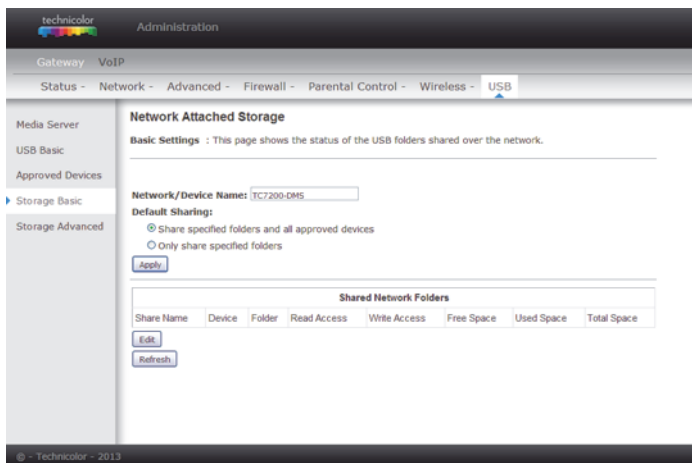 technicolor
Administration
Gateway VoIP
Status - Network - Advanced - Firewall - Parental Control - Wireless - USB
Media Server
USB Basic
Approved Devices
Storage Basic
Storage Advanced
Network Attached Storage
Basic Settings : This page shows the status of the USB folders shared over the network.
Network/Device Name: TC7200-DMS
Default Sharing:
Share specified folders and all approved devices
Only share specified folders
Apply
Shared Network Folders
Share Name Device Folder Read Access Write Access Free Space Used Space Total Space
Edit
Refresh
© - Technicolor - 2013